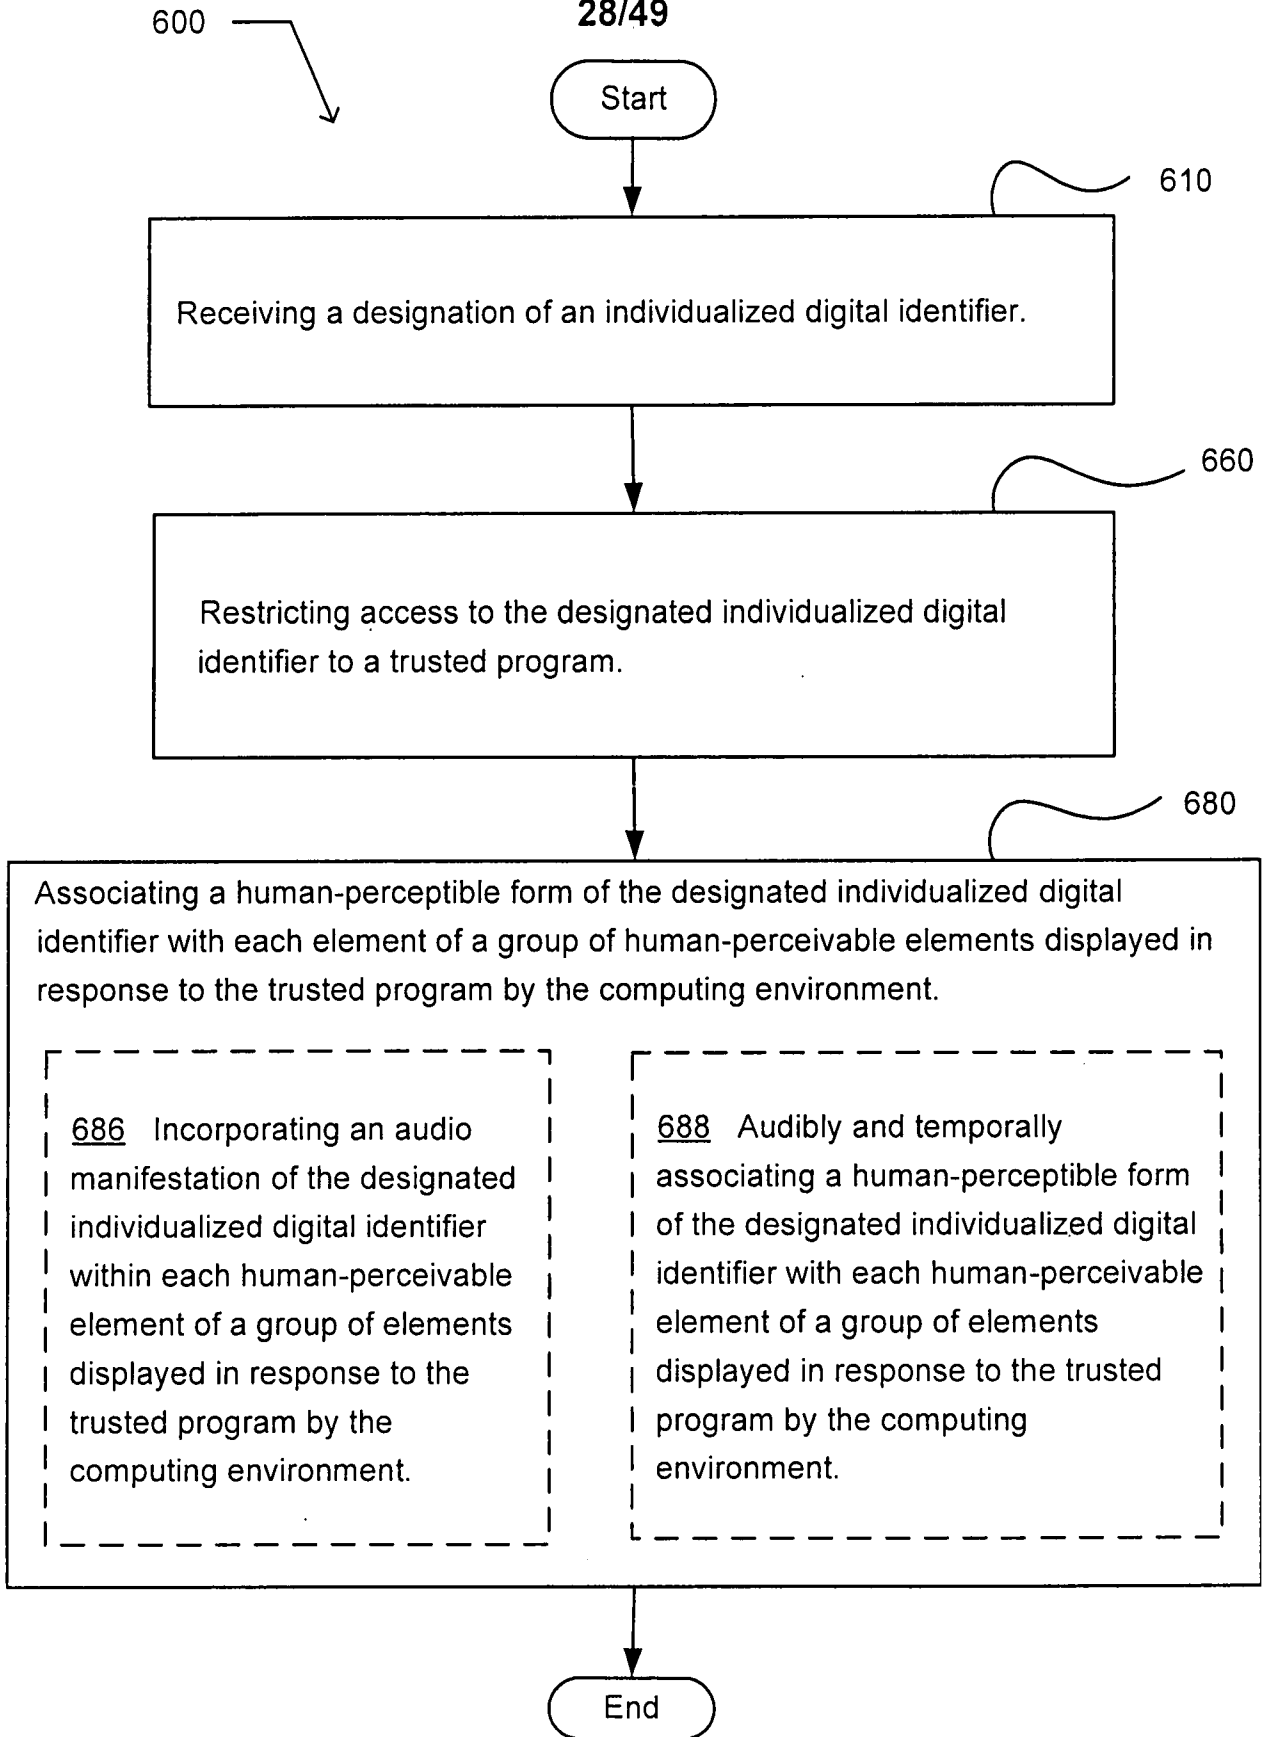 28/49
600
Start
610
Receiving a designation of an individualized digital identifier.
660
Restricting access to the designated individualized digital
identifier to a trusted program.
680
Associating a human-perceptible form of the designated individualized digital
identifier with each element of a group of human-perceivable elements displayed in
response to the trusted program by the computing environment.
686 Incorporating an audio
manifestation of the designated
individualized digital identifier
within each human-perceivable
element of a group of elements
displayed in response to the
trusted program by the
computing environment.
688 Audibly and temporally
associating a human-perceptible form
of the designated individualized digital
identifier with each human-perceivable
element of a group of elements
displayed in response to the trusted
program by the computing
environment.
End